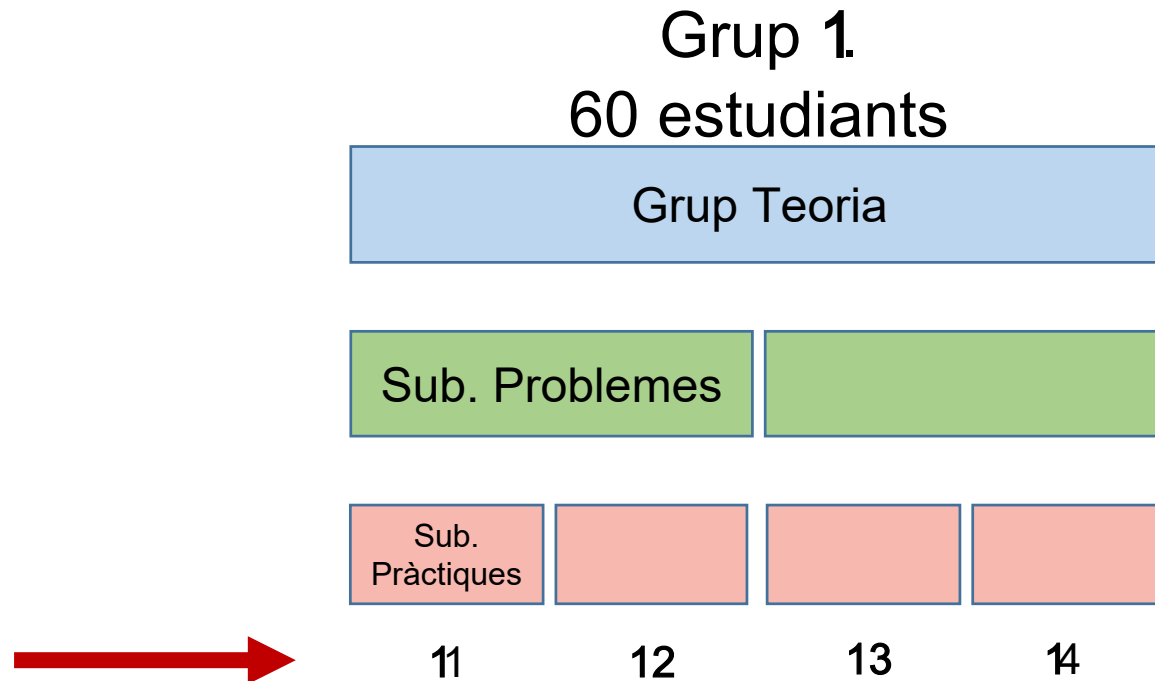 Grup 1.
60 estudiants
Grup Teoria
Sub. Problemes
Sub.
Pràctiques
11 12 13 14